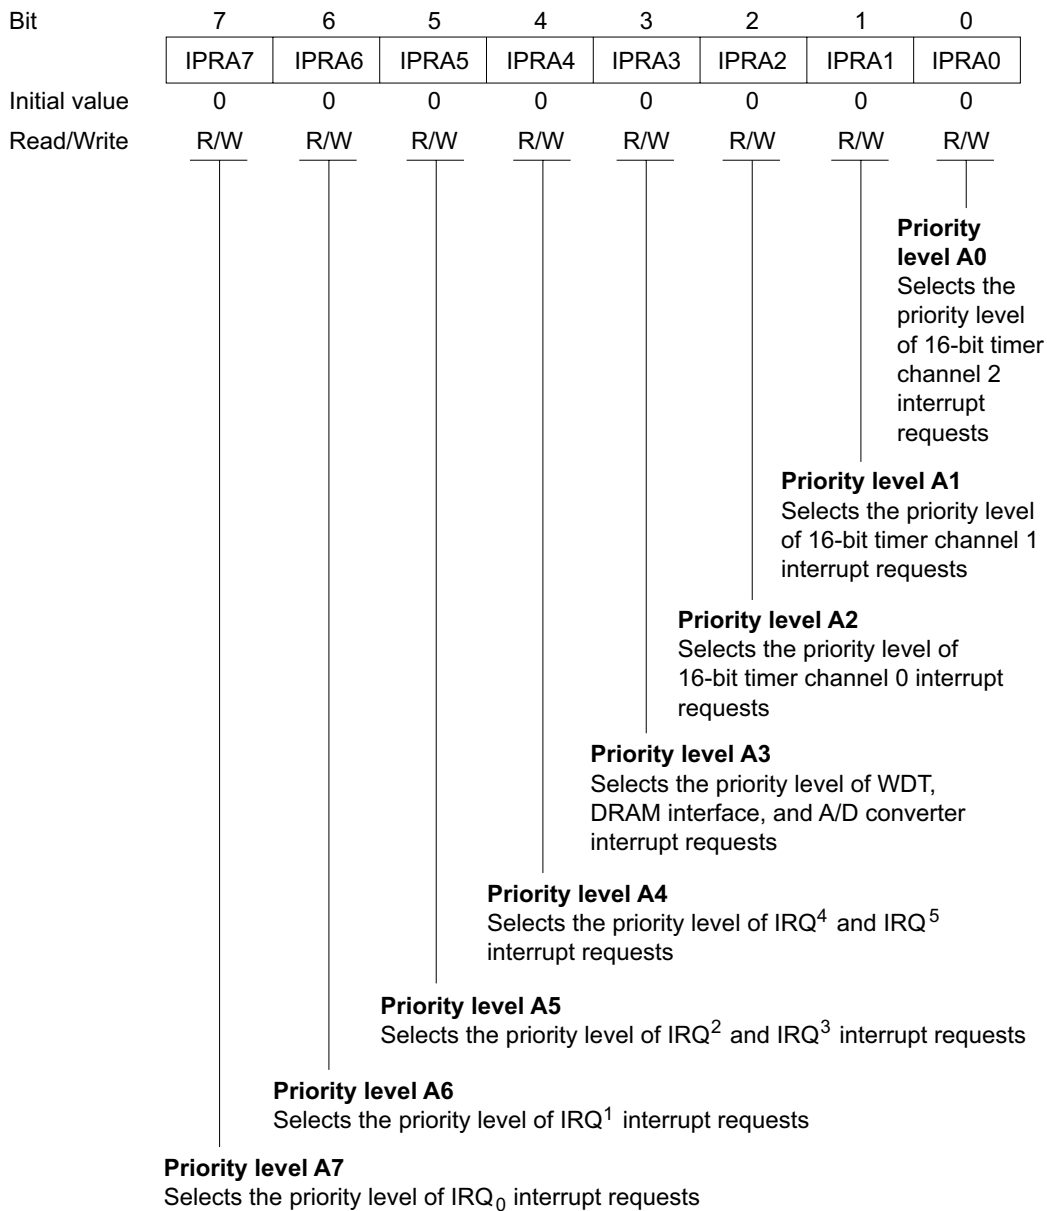 Bit 7 6 5 4 3 2 1 0
IPRA7 IPRA6 IPRA5 IPRA4 IPRA3 IPRA2 IPRA1 IPRA0
Initial value 0 0 0 0 0 0 0 0
Read/Write R/W R/W R/W R/W R/W R/W R/W R/W
Priority
level A0
Selects the
priority level
of 16-bit timer
channel 2
interrupt
requests
Priority level A1
Selects the priority level
of 16-bit timer channel 1
interrupt requests
Priority level A2
Selects the priority level of
16-bit timer channel 0 interrupt
requests
Priority level A3
Selects the priority level of WDT,
DRAM interface, and A/D converter
interrupt requests
Priority level A4
Selects the priority level of IRQ⁴ and IRQ⁵
interrupt requests
Priority level A5
Selects the priority level of IRQ² and IRQ³ interrupt requests
Priority level A6
Selects the priority level of IRQ¹ interrupt requests
Priority level A7
Selects the priority level of IRQ₀ interrupt requests